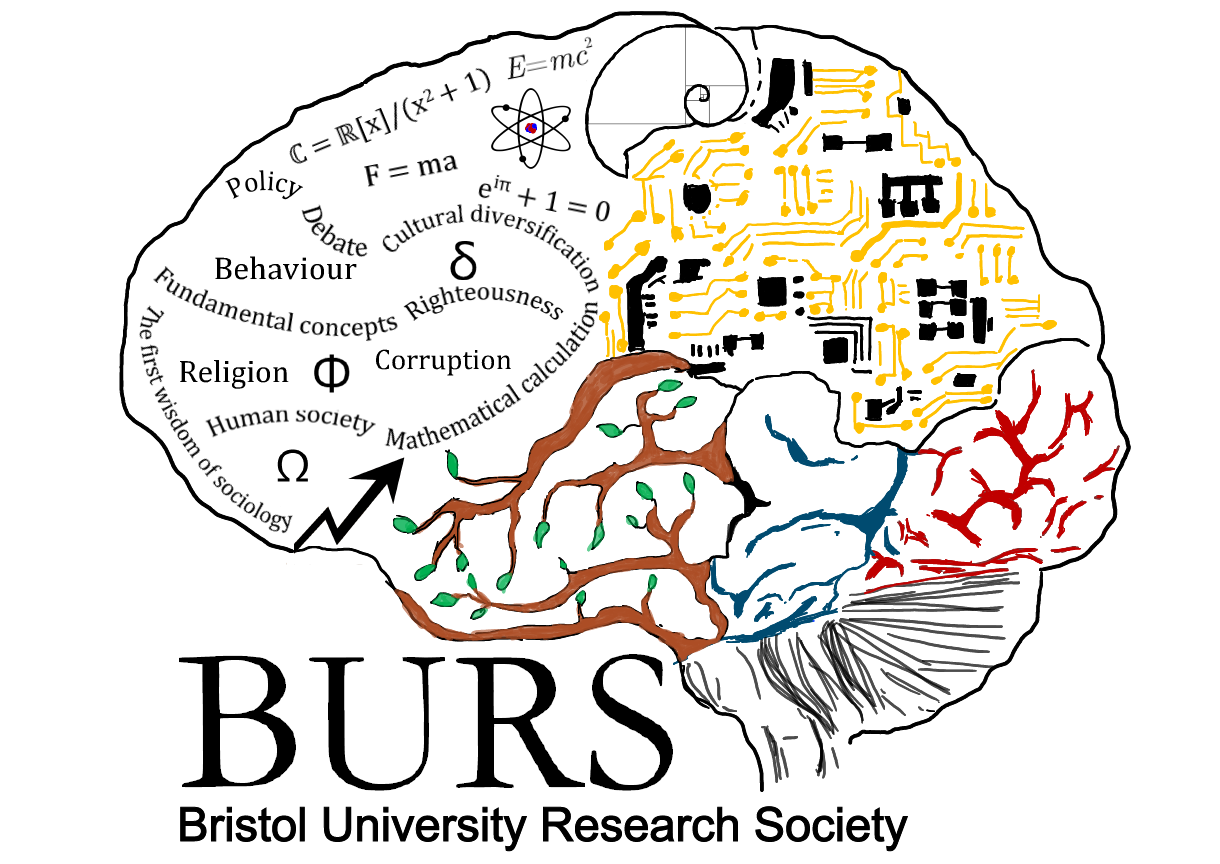 E=mc²
ℂ = ℝ[x]/(x² + 1)
F = ma
e^{iπ} + 1 = 0
Policy
Debate
Cultural diversification
Behaviour
δ
Fundamental concepts
Righteousness
The first wisdom of sociology
Religion
Φ
Corruption
Human society
Mathematical calculation
Ω
BURS
Bristol University Research Society